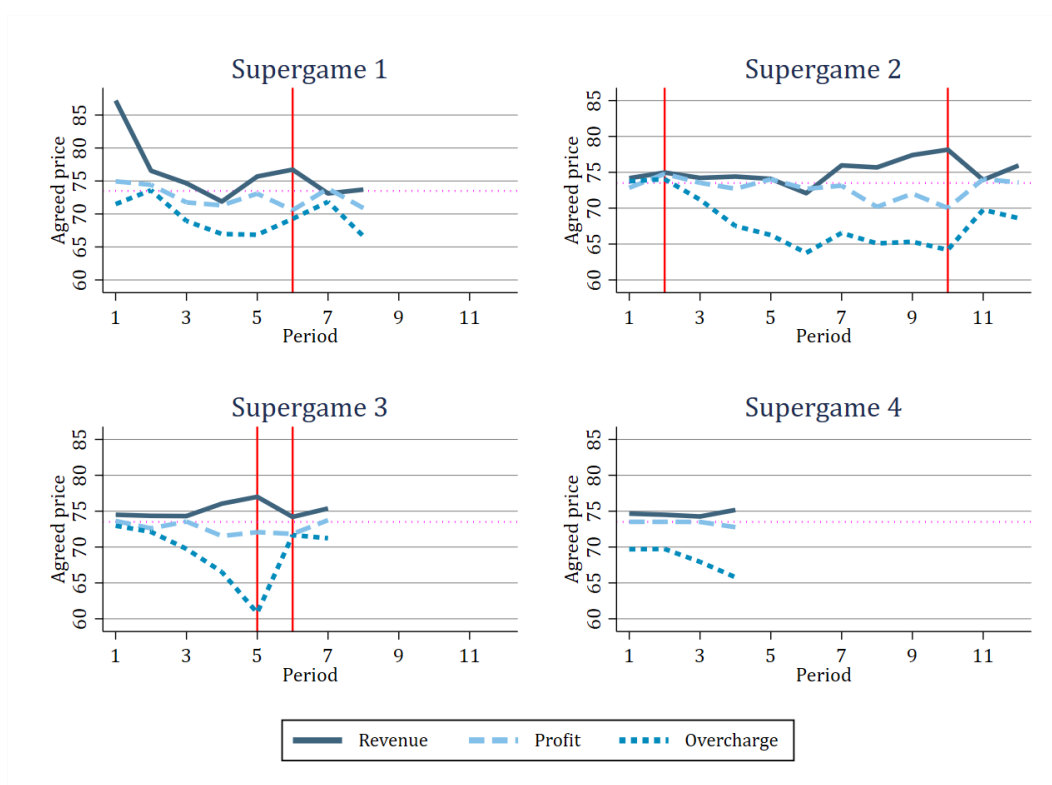 Supergame 1
Agreed price
60 65 70 75 80 85
1 3 5 7 9 11
Period
Supergame 2
Agreed price
60 65 70 75 80 85
1 3 5 7 9 11
Period
Supergame 3
Agreed price
60 65 70 75 80 85
1 3 5 7 9 11
Period
Supergame 4
Agreed price
60 65 70 75 80 85
1 3 5 7 9 11
Period
Revenue Profit Overcharge